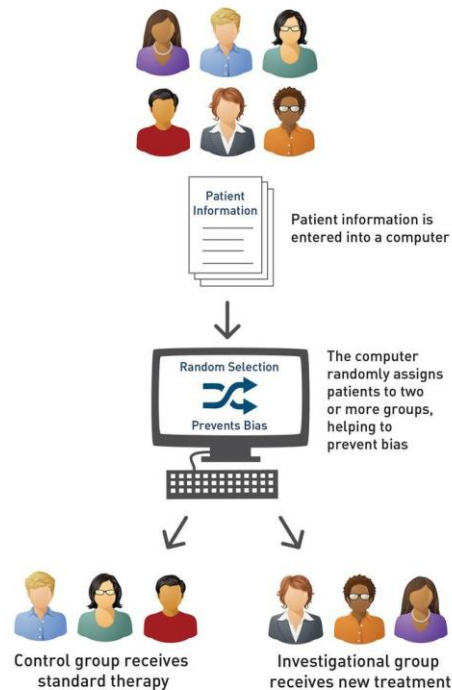 Patient
Information
Patient information is
entered into a computer
Random Selection
Prevents Bias
The computer
randomly assigns
patients to two
or more groups,
helping to
prevent bias
Control group receives
standard therapy
Investigational group
receives new treatment